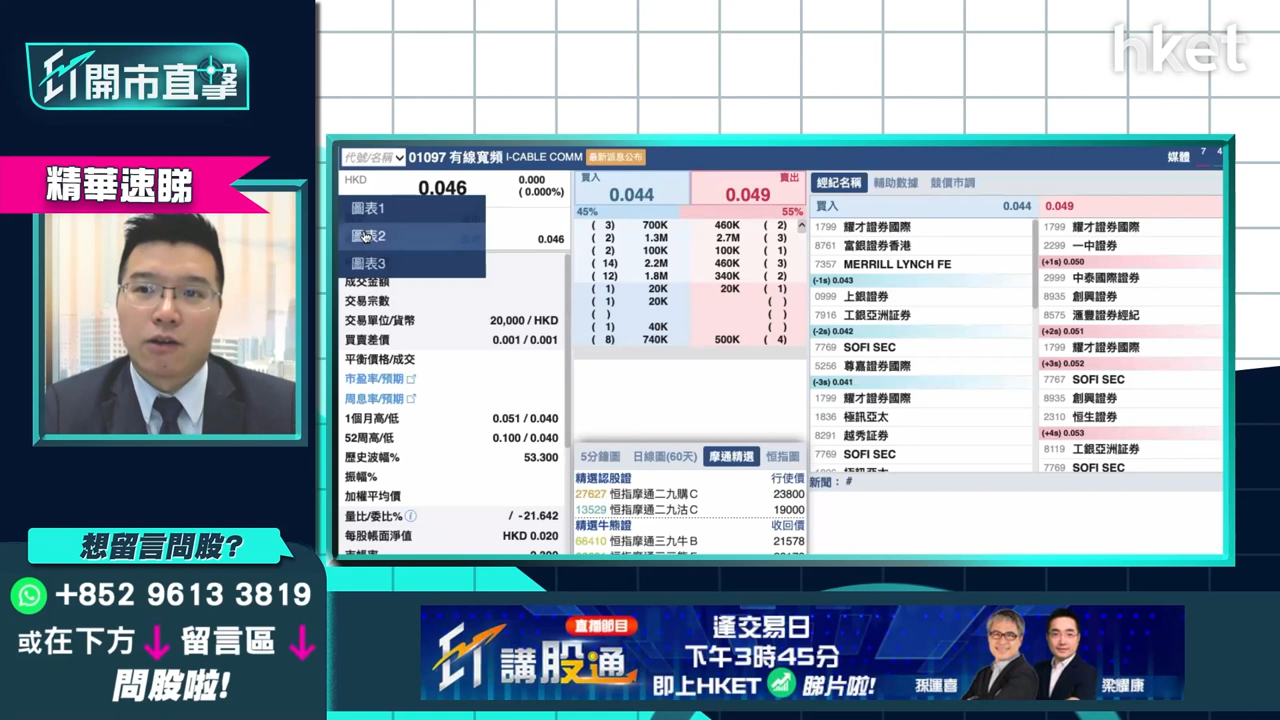 hket
ET開市直擊
精華速睇
代號/名稱 01097 有線寬頻 I-CABLE COMM 最新派息公布 媒體 7 4
HKD 0.046 0.000
( 0.000%)
圖表1
圖表2
圖表3
0.046
成交金額
交易宗數
交易單位/貨幣 20,000 / HKD
買賣差價 0.001 / 0.001
平衡價格/成交
市盈率/預期
周息率/預期
1個月高/低 0.051 / 0.040
52周高/低 0.100 / 0.040
歷史波幅% 53.300
振幅%
加權平均價
量比/委比% / -21.642
每股帳面淨值 HKD 0.020
買入 0.044 0.049 賣出
45% 55%
( 3) 700K 460K ( 2)
( 2) 1.3M 2.7M ( 3)
( 2) 100K 100K ( 1)
( 14) 2.2M 460K ( 3)
( 12) 1.8M 340K ( 2)
( 1) 20K 20K ( 1)
( 1) 20K ( )
( ) ( )
( 1) 40K ( )
( 8) 740K 500K ( 4)
5分鐘圖 日線圖(60天) 摩通精選 恒指圖
精選認股證 行使價
27627 恒指摩通二九購C 23800
13529 恒指摩通二九沽C 19000
精選牛熊證 收回價
66410 恒指摩通三九牛B 21578
經紀名稱 輔助數據 競價市調
買入 0.044 0.049
1799 耀才證券國際
8761 富銀證券香港
7357 MERRILL LYNCH FE
(-1s) 0.043
0999 上銀證券
7916 工銀亞洲証券
(-2s) 0.042
7769 SOFI SEC
5256 尊嘉證券國際
(-3s) 0.041
1799 耀才證券國際
1836 極訊亞太
8291 越秀証券
7769 SOFI SEC
1799 耀才證券國際
2299 一中證券
(+1s) 0.050
2999 中泰國際證券
8935 創興證券
8575 滙豐證券經紀
(+2s) 0.051
1799 耀才證券國際
(+3s) 0.052
7767 SOFI SEC
8935 創興證券
2310 恒生證券
(+4s) 0.053
8119 工銀亞洲証券
7769 SOFI SEC
新聞： #
想留言問股?
+852 9613 3819
或在下方 留言區
問股啦!
ET講股通
直播節目
逢交易日
下午3時45分
即上HKET 睇片啦!
孫運喜
梁耀康